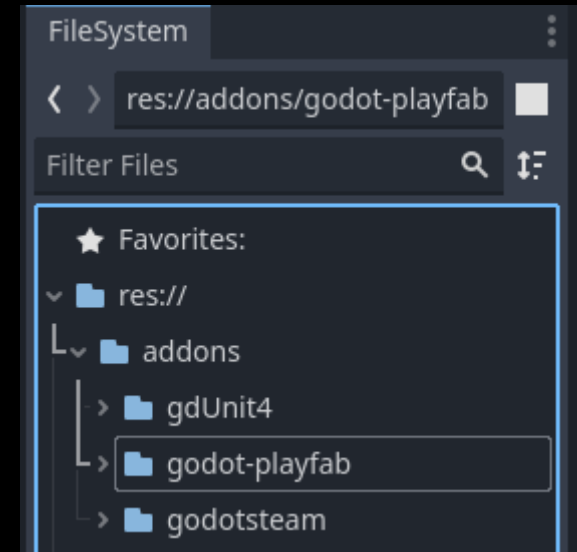 FileSystem
res://addons/godot-playfab
Filter Files
Favorites:
res://
addons
gdUnit4
godot-playfab
godotsteam